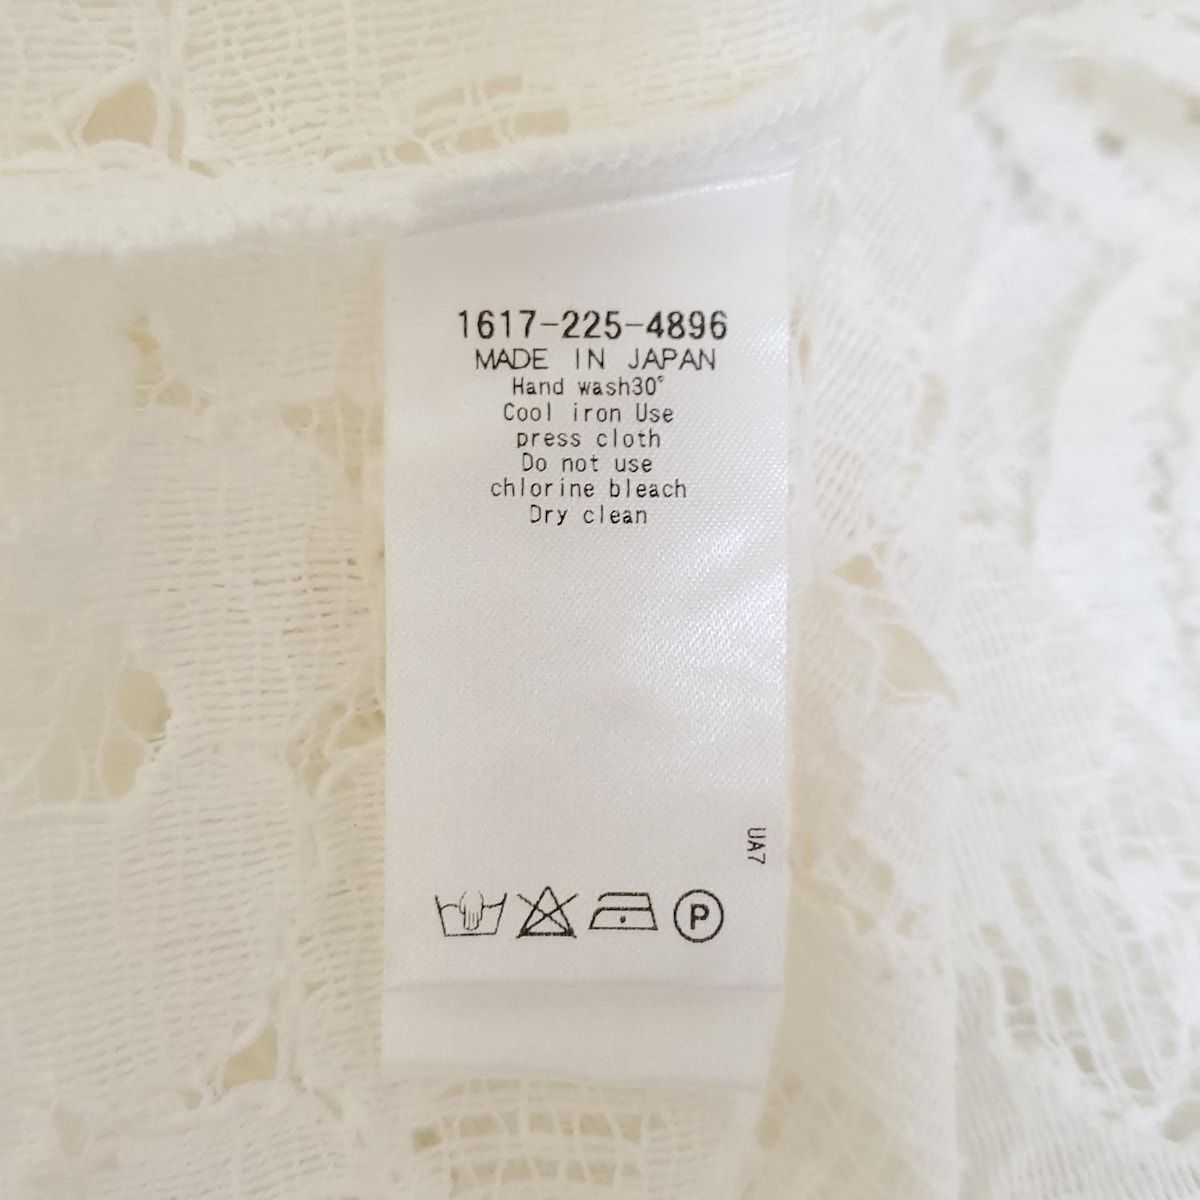 1617-225-4896
MADE IN JAPAN
Hand wash30°
Cool iron Use
press cloth
Do not use
chlorine bleach
Dry clean
UA7
P